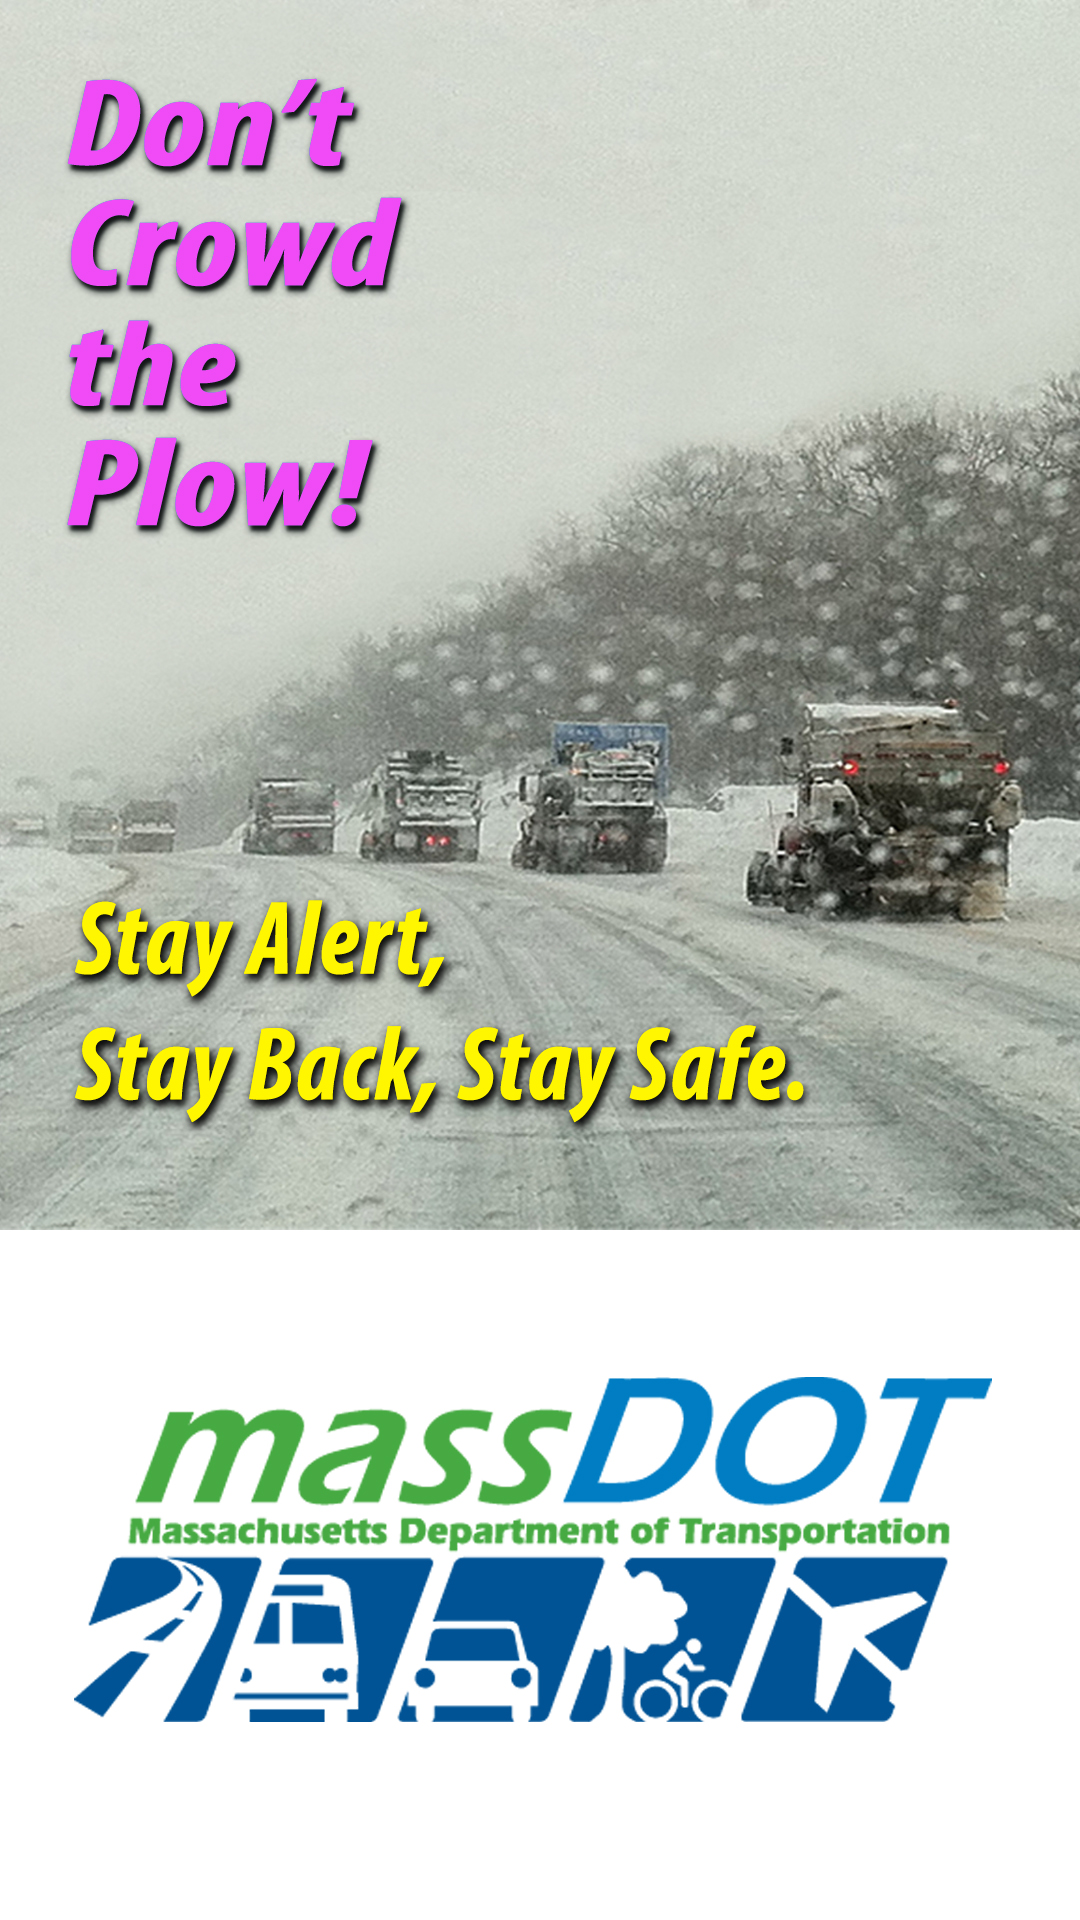 Don’t
Crowd
the
Plow!
Stay Alert,
Stay Back, Stay Safe.
massDOT
Massachusetts Department of Transportation